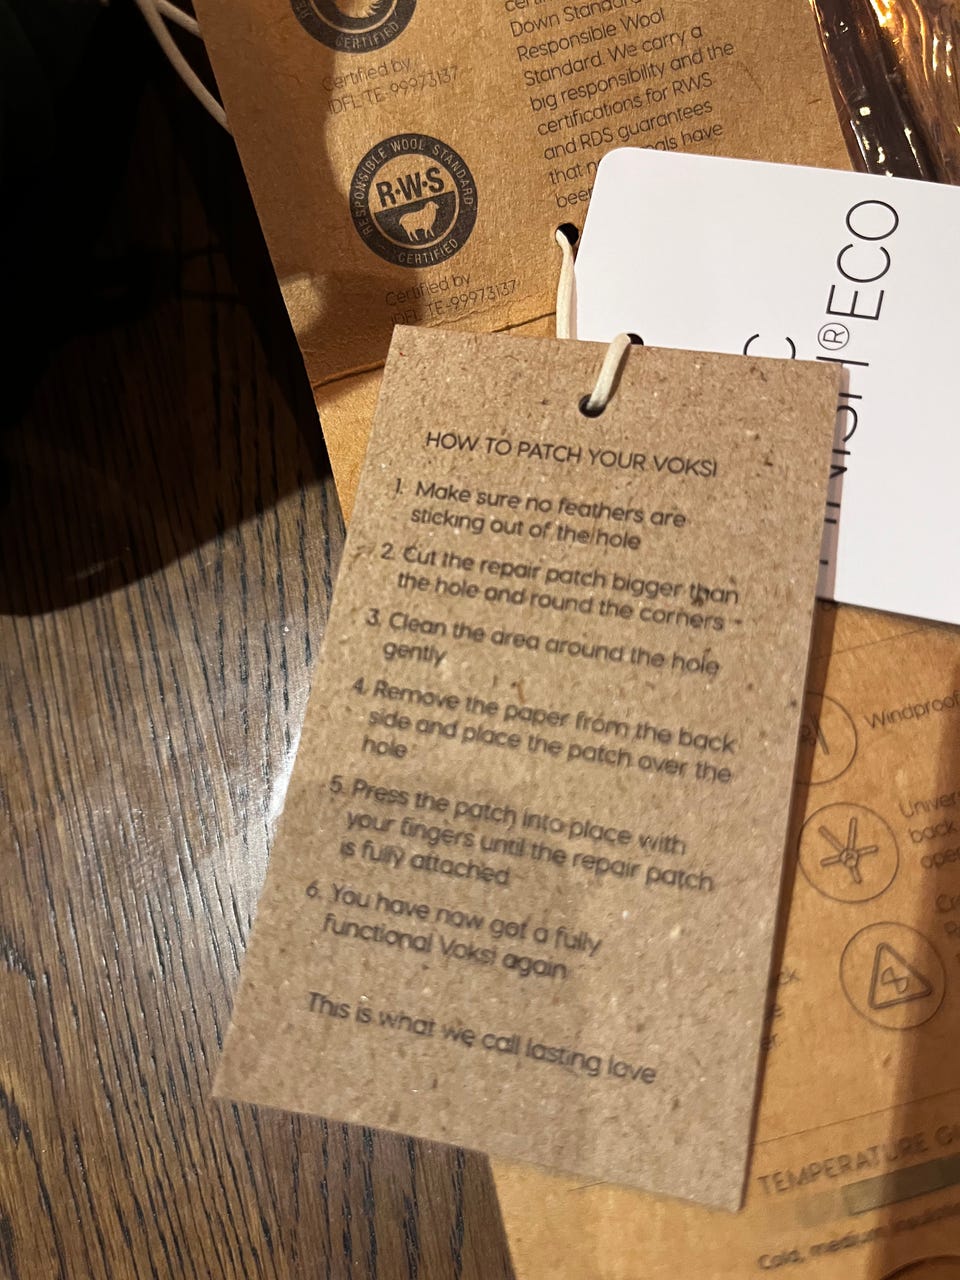 CERTIFIED
Certified by
IDFL TE-99973137
RESPONSIBLE WOOL STANDARD
R·W·S
CERTIFIED
Certified by
IDFL TE-99973137
Down Standard
Responsible Wool
Standard. We carry a
big responsibility and the
certifications for RWS
and RDS guarantees
that
have
ECO
HOW TO PATCH YOUR VOKSI
1. Make sure no feathers are
sticking out of the hole
2. Cut the repair patch bigger than
the hole and round the corners
3. Clean the area around the hole
gently
4. Remove the paper from the back
side and place the patch over the
hole
5. Press the patch into place with
your fingers until the repair patch
is fully attached
6. You have now got a fully
functional Voksi again
This is what we call lasting love
Windproof
back
TEMPERATURE
Cold,